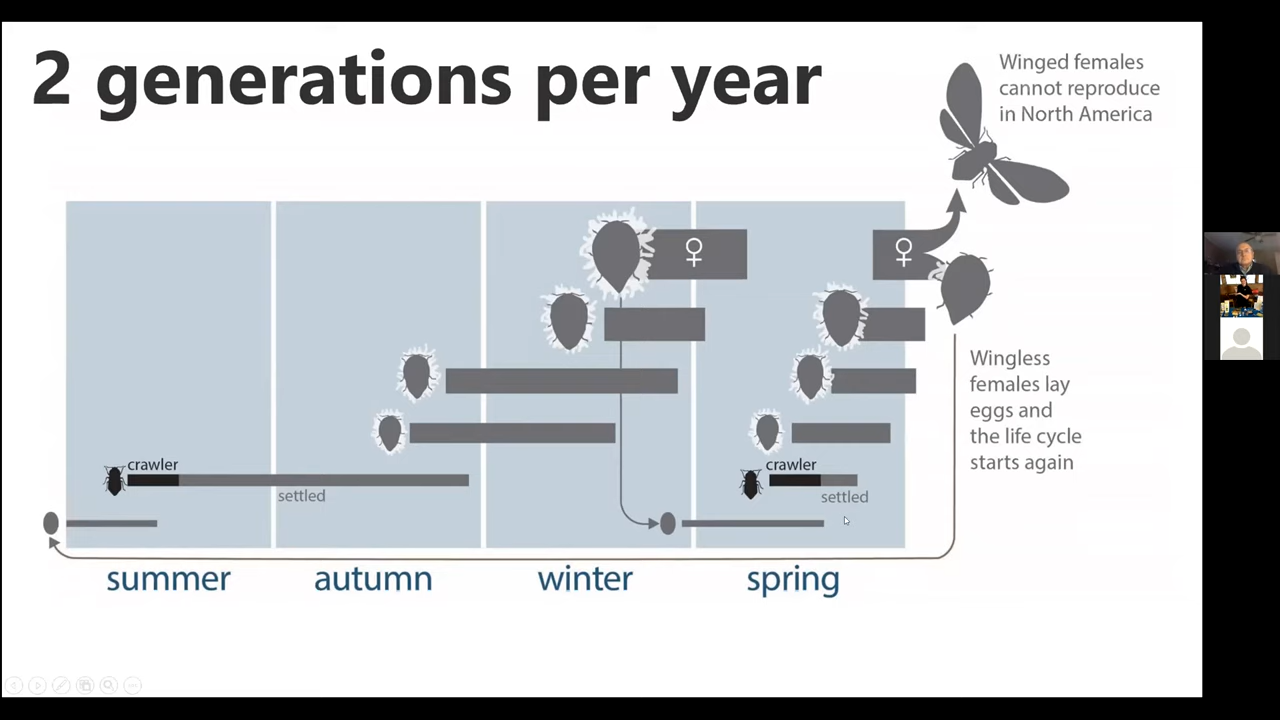 2 generations per year
Winged females
cannot reproduce
in North America
♀
♀
Wingless
females lay
eggs and
the life cycle
starts again
crawler
settled
crawler
settled
summer
autumn
winter
spring